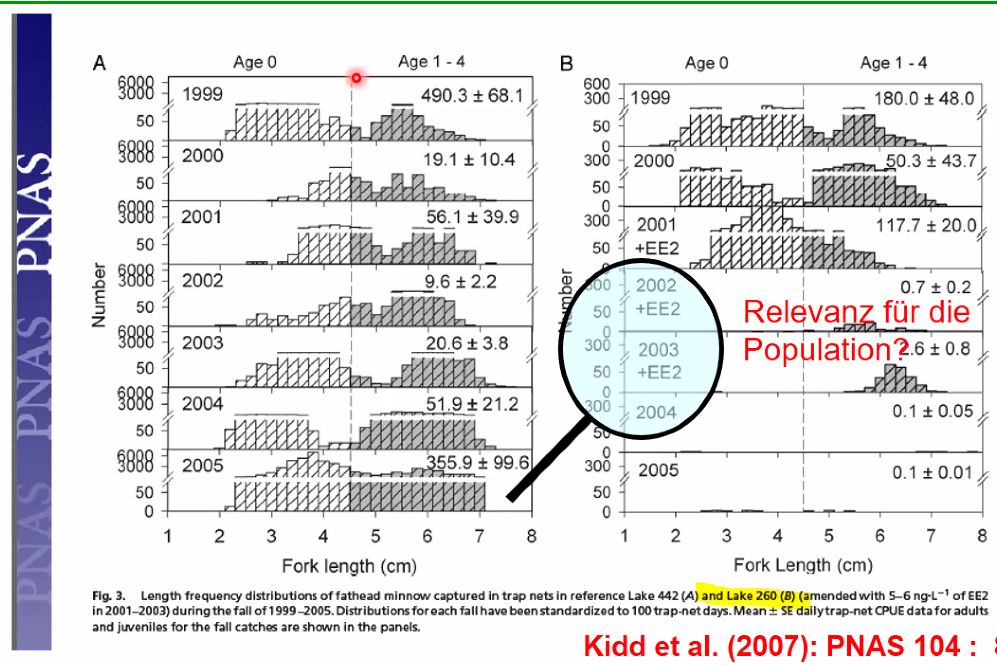 PNAS PNAS PNAS
A
Age 0
Age 1 - 4
6000
3000
1999
490.3 ± 68.1
50
0
6000
3000
2000
19.1 ± 10.4
50
0
6000
3000
2001
56.1 ± 39.9
50
0
6000
3000
2002
9.6 ± 2.2
50
0
6000
3000
2003
20.6 ± 3.8
50
0
6000
3000
2004
51.9 ± 21.2
50
0
6000
3000
2005
355.9 ± 99.6
50
0
Number
1 2 3 4 5 6 7 8
Fork length (cm)
B
Age 0
Age 1 - 4
600
300
1999
180.0 ± 48.0
50
0
300
2000
50.3 ± 43.7
50
0
300
2001
117.7 ± 20.0
+EE2
50
0
300
2002
0.7 ± 0.2
+EE2
50
0
300
2003
2.6 ± 0.8
+EE2
50
0
300
2004
0.1 ± 0.05
50
0
300
2005
0.1 ± 0.01
50
0
Number
1 2 3 4 5 6 7 8
Fork Length (cm)
Relevanz für die
Population?
Fig. 3. Length frequency distributions of fathead minnow captured in trap nets in reference Lake 442 (A) and Lake 260 (B) (amended with 5–6 ng·L⁻¹ of EE2
in 2001–2003) during the fall of 1999–2005. Distributions for each fall have been standardized to 100 trap-net days. Mean ± SE daily trap-net CPUE data for adults
and juveniles for the fall catches are shown in the panels.
Kidd et al. (2007): PNAS 104 :